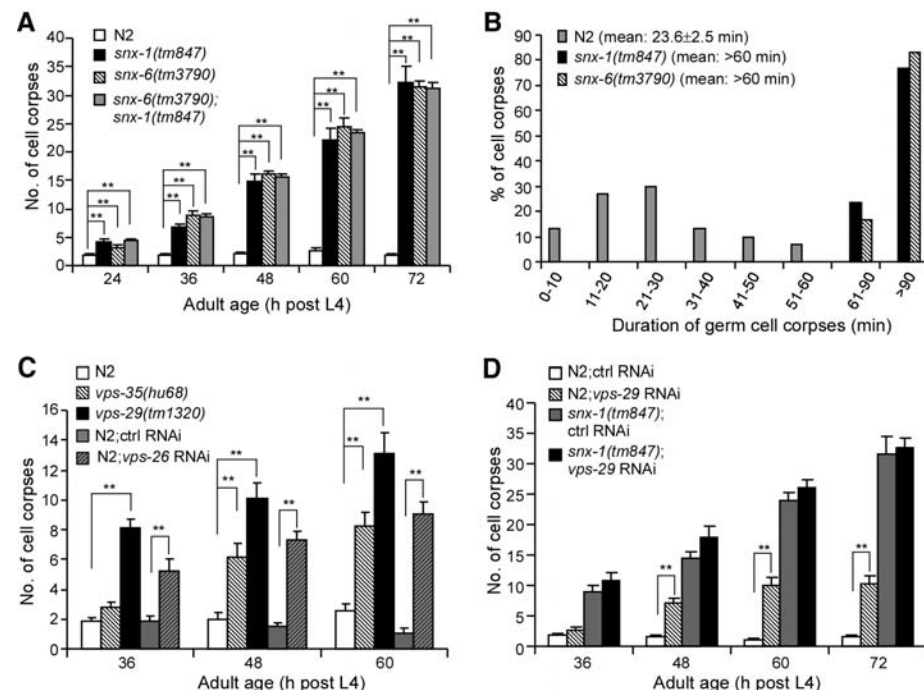 A
N2
snx-1(tm847)
snx-6(tm3790)
snx-6(tm3790);
snx-1(tm847)
No. of cell corpses
40
35
30
25
20
15
10
5
0
** ** **
** ** **
** ** **
** ** **
** ** **
24 36 48 60 72
Adult age (h post L4)
B
N2 (mean: 23.6±2.5 min)
snx-1(tm847) (mean: >60 min)
snx-6(tm3790) (mean: >60 min)
% of cell corpses
90
80
70
60
50
40
30
20
10
0
0-10 11-20 21-30 31-40 41-50 51-60 61-90 >90
Duration of germ cell corpses (min)
C
N2
vps-35(hu68)
vps-29(tm1320)
N2;ctrl RNAi
N2;vps-26 RNAi
No. of cell corpses
16
14
12
10
8
6
4
2
0
** **
** ** **
** ** **
36 48 60
Adult age (h post L4)
D
N2;ctrl RNAi
N2;vps-29 RNAi
snx-1(tm847);
ctrl RNAi
snx-1(tm847);
vps-29 RNAi
No. of cell corpses
40
35
30
25
20
15
10
5
0
** ** **
36 48 60 72
Adult age (h post L4)